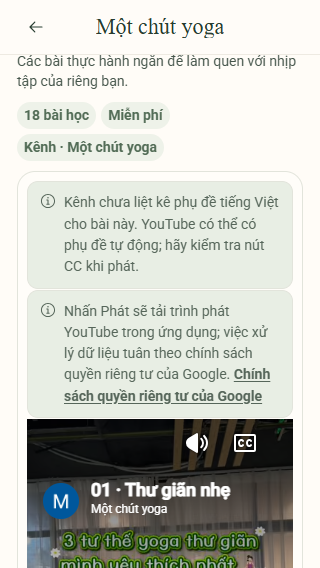 Một chút yoga
Các bài thực hành ngắn để làm quen với nhịp
tập của riêng bạn.
18 bài học
Miễn phí
Kênh · Một chút yoga
Kênh chưa liệt kê phụ đề tiếng Việt
cho bài này. YouTube có thể có
phụ đề tự động; hãy kiểm tra nút
CC khi phát.
Nhấn Phát sẽ tải trình phát
YouTube trong ứng dụng; việc xử
lý dữ liệu tuân theo chính sách
quyền riêng tư của Google. Chính
sách quyền riêng tư của Google
CC
M
01 · Thư giãn nhẹ
Một chút yoga
3 tư thế yoga thư giãn
mình yêu thích nhất